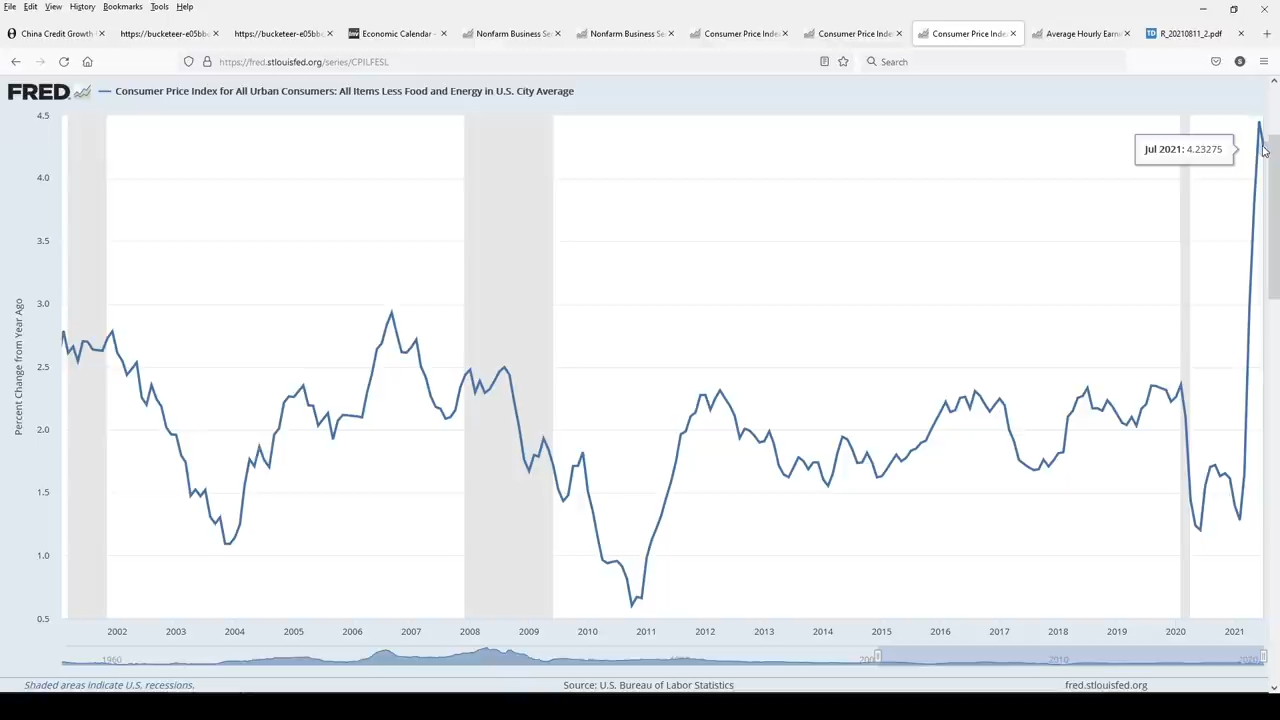 File Edit View History Bookmarks Tools Help
China Credit Growth
https://bucketeer-e05bbc
https://bucketeer-e05bbe
Economic Calendar -
Nonfarm Business Se
Nonfarm Business Se
Consumer Price Inde
Consumer Price Inde
Consumer Price Inde
Average Hourly Earn
R_20210811_2.pdf
https://fred.stlouisfed.org/series/CPILFESL
Search
FRED
Consumer Price Index for All Urban Consumers: All Items Less Food and Energy in U.S. City Average
4.5
4.0
3.5
3.0
2.5
2.0
1.5
1.0
0.5
Percent Change from Year Ago
Jul 2021: 4.23275
2002 2003 2004 2005 2006 2007 2008 2009 2010 2011 2012 2013 2014 2015 2016 2017 2018 2019 2020 2021
1960 200 2010 2020
Shaded areas indicate U.S. recessions.
Source: U.S. Bureau of Labor Statistics
fred.stlouisfed.org